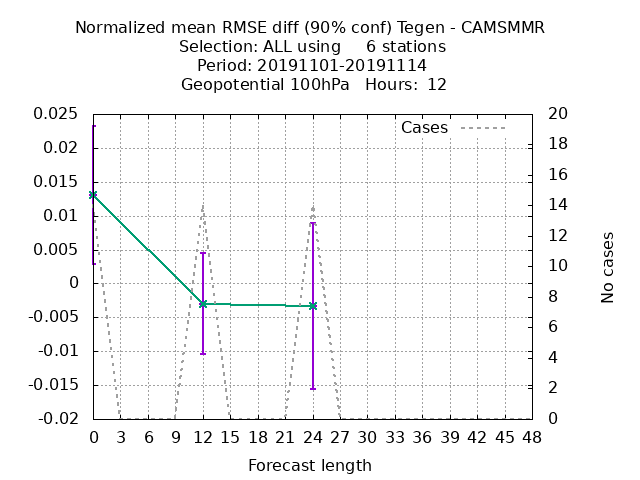 Normalized mean RMSE diff (90% conf) Tegen - CAMSMMR
Selection: ALL using     6 stations
Period: 20191101-20191114
Geopotential 100hPa   Hours:  12
Cases
0.025
0.02
0.015
0.01
0.005
0
-0.005
-0.01
-0.015
-0.02
20
18
16
14
12
10
8
6
4
2
0
No cases
0 3 6 9 12 15 18 21 24 27 30 33 36 39 42 45 48
Forecast length